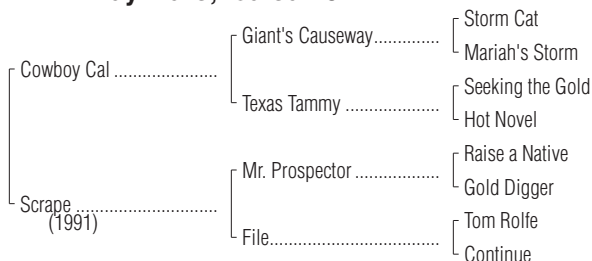 Cowboy Cal ....................
Scrape ............................
(1991)
Giant's Causeway.............
Texas Tammy ...................
Mr. Prospector .................
File..................................
Storm Cat
Mariah's Storm
Seeking the Gold
Hot Novel
Raise a Native
Gold Digger
Tom Rolfe
Continue